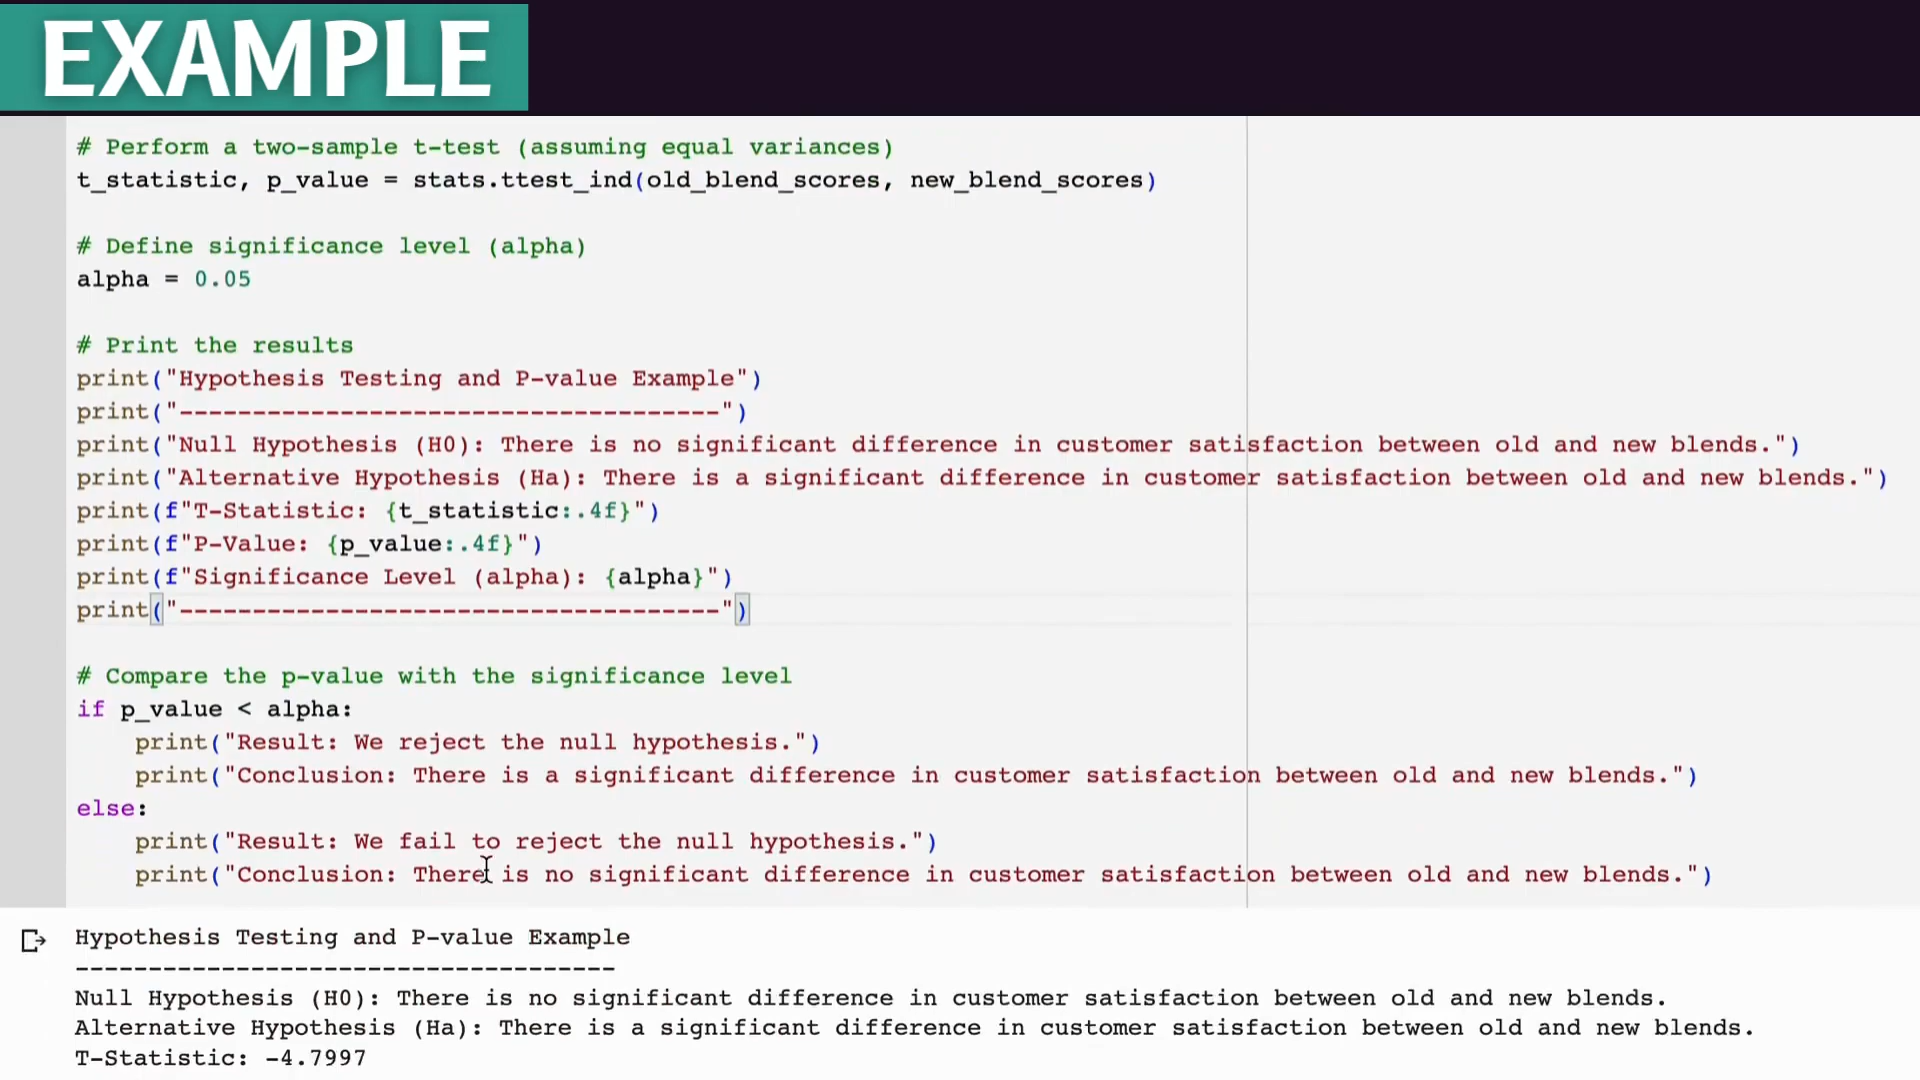 EXAMPLE
# Perform a two-sample t-test (assuming equal variances)
t_statistic, p_value = stats.ttest_ind(old_blend_scores, new_blend_scores)
# Define significance level (alpha)
alpha = 0.05
# Print the results
print("Hypothesis Testing and P-value Example")
print("-------------------------------------")
print("Null Hypothesis (H0): There is no significant difference in customer satisfaction between old and new blends.")
print("Alternative Hypothesis (Ha): There is a significant difference in customer satisfaction between old and new blends.")
print(f"T-Statistic: {t_statistic:.4f}")
print(f"P-Value: {p_value:.4f}")
print(f"Significance Level (alpha): {alpha}")
print("-------------------------------------")
# Compare the p-value with the significance level
if p_value < alpha:
    print("Result: We reject the null hypothesis.")
    print("Conclusion: There is a significant difference in customer satisfaction between old and new blends.")
else:
    print("Result: We fail to reject the null hypothesis.")
    print("Conclusion: There is no significant difference in customer satisfaction between old and new blends.")
Hypothesis Testing and P-value Example
-------------------------------------
Null Hypothesis (H0): There is no significant difference in customer satisfaction between old and new blends.
Alternative Hypothesis (Ha): There is a significant difference in customer satisfaction between old and new blends.
T-Statistic: -4.7997